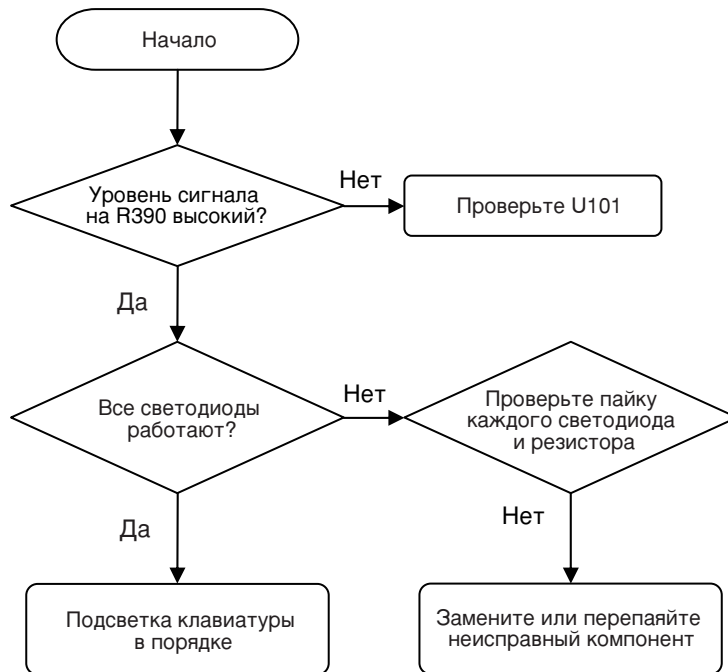 Начало
Уровень сигнала
на R390 высокий?
Нет
Проверьте U101
Да
Все светодиоды
работают?
Нет
Проверьте пайку
каждого светодиода
и резистора
Да
Нет
Подсветка клавиатуры
в порядке
Замените или перепаяйте
неисправный компонент